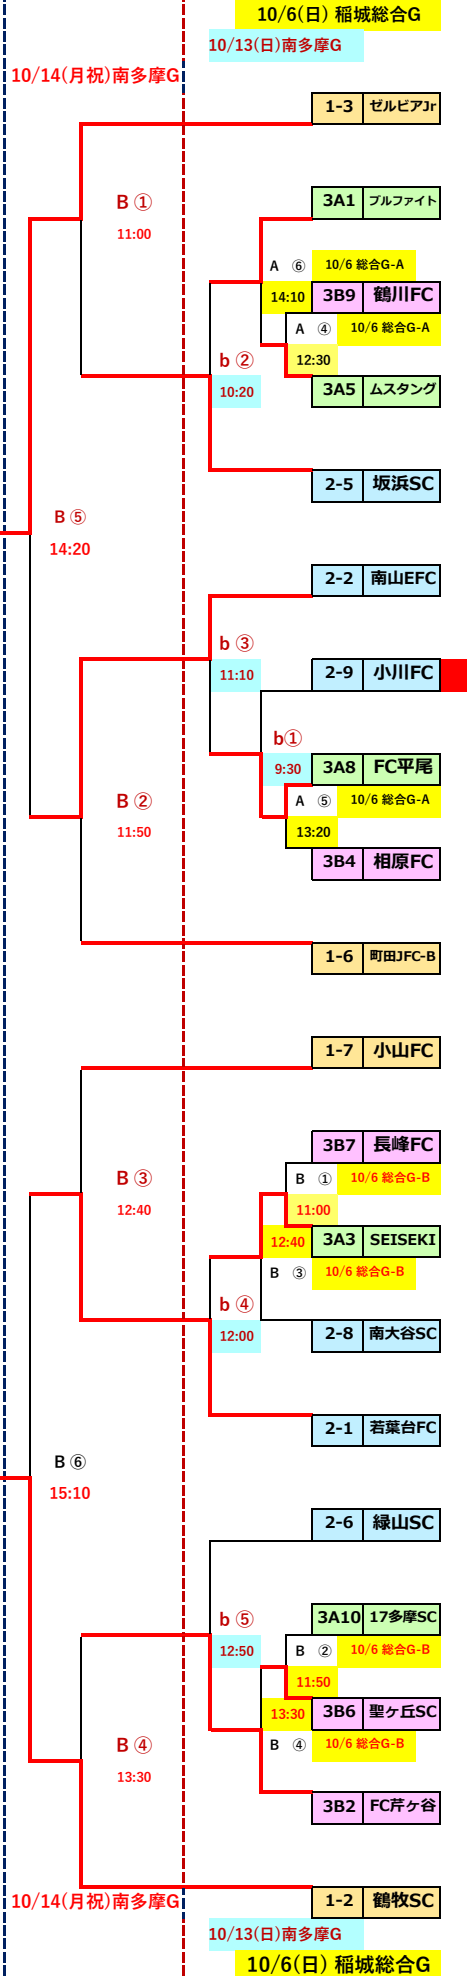 10/6(日) 稲城総合G
10/13(日)南多摩G
10/14(月祝)南多摩G
1-3 ゼルビアJr
B ①
11:00
3A1 ブルファイト
A ⑥ 10/6 総合G-A
14:10 3B9 鶴川FC
A ④ 10/6 総合G-A
12:30
b ②
10:20
3A5 ムスタング
2-5 坂浜SC
B ⑤
14:20
2-2 南山EFC
b ③
11:10
2-9 小川FC
b①
9:30 3A8 FC平尾
A ⑤ 10/6 総合G-A
13:20
B ②
11:50
3B4 相原FC
1-6 町田JFC-B
1-7 小山FC
3B7 長峰FC
B ① 10/6 総合G-B
11:00
B ③
12:40
12:40 3A3 SEISEKI
B ③ 10/6 総合G-B
b ④
12:00
2-8 南大谷SC
2-1 若葉台FC
B ⑥
15:10
2-6 緑山SC
3A10 17多摩SC
b ⑤
12:50
B ② 10/6 総合G-B
11:50
13:30 3B6 聖ヶ丘SC
B ④ 10/6 総合G-B
B ④
13:30
3B2 FC芹ヶ谷
1-2 鶴牧SC
10/14(月祝)南多摩G
10/13(日)南多摩G
10/6(日) 稲城総合G